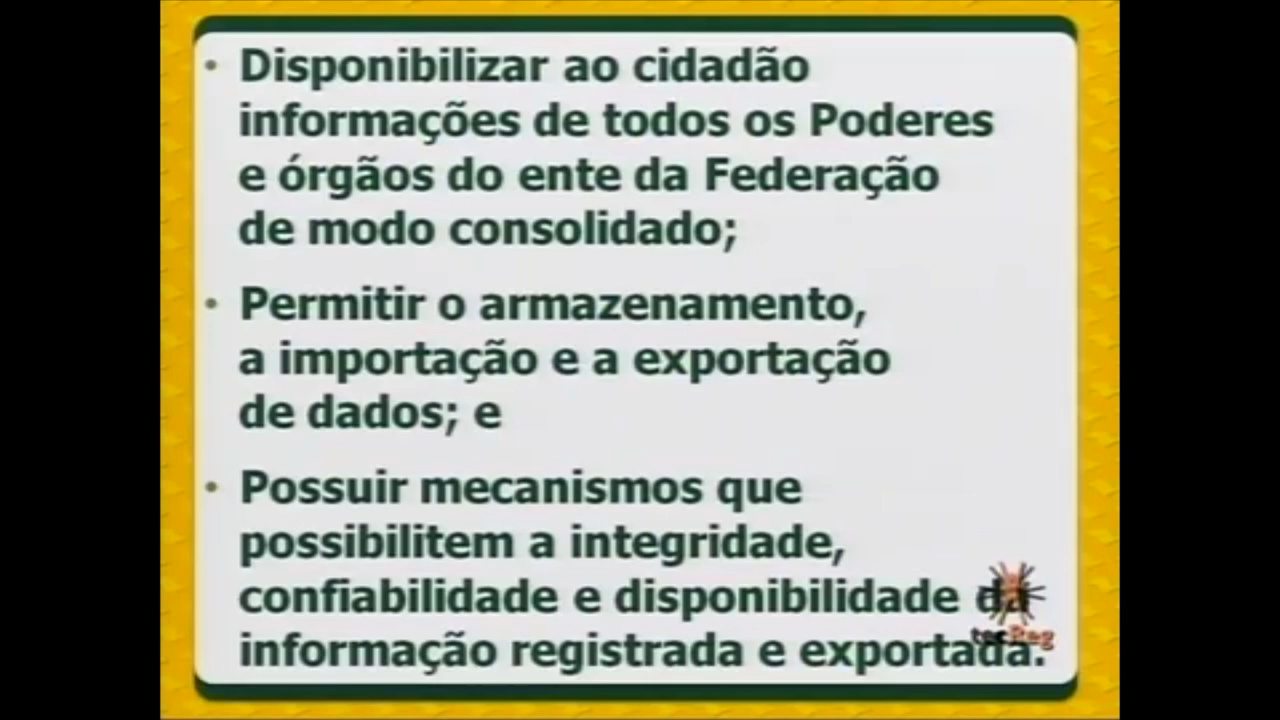 • Disponibilizar ao cidadão
informações de todos os Poderes
e órgãos do ente da Federação
de modo consolidado;
• Permitir o armazenamento,
a importação e a exportação
de dados; e
• Possuir mecanismos que
possibilitem a integridade,
confiabilidade e disponibilidade da
informação registrada e exportada.
tecReg